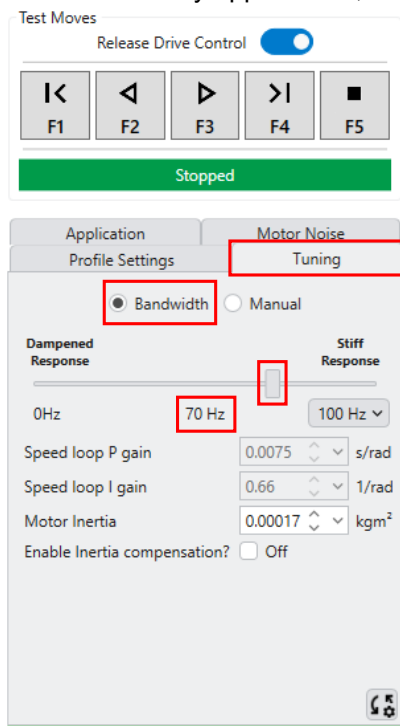 Test Moves
Release Drive Control
F1 F2 F3 F4 F5
Stopped
Application Motor Noise
Profile Settings Tuning
Bandwidth Manual
Dampened Stiff
Response Response
0Hz 70 Hz 100 Hz
Speed loop P gain 0.0075 s/rad
Speed loop I gain 0.66 1/rad
Motor Inertia 0.00017 kgm²
Enable Inertia compensation? Off